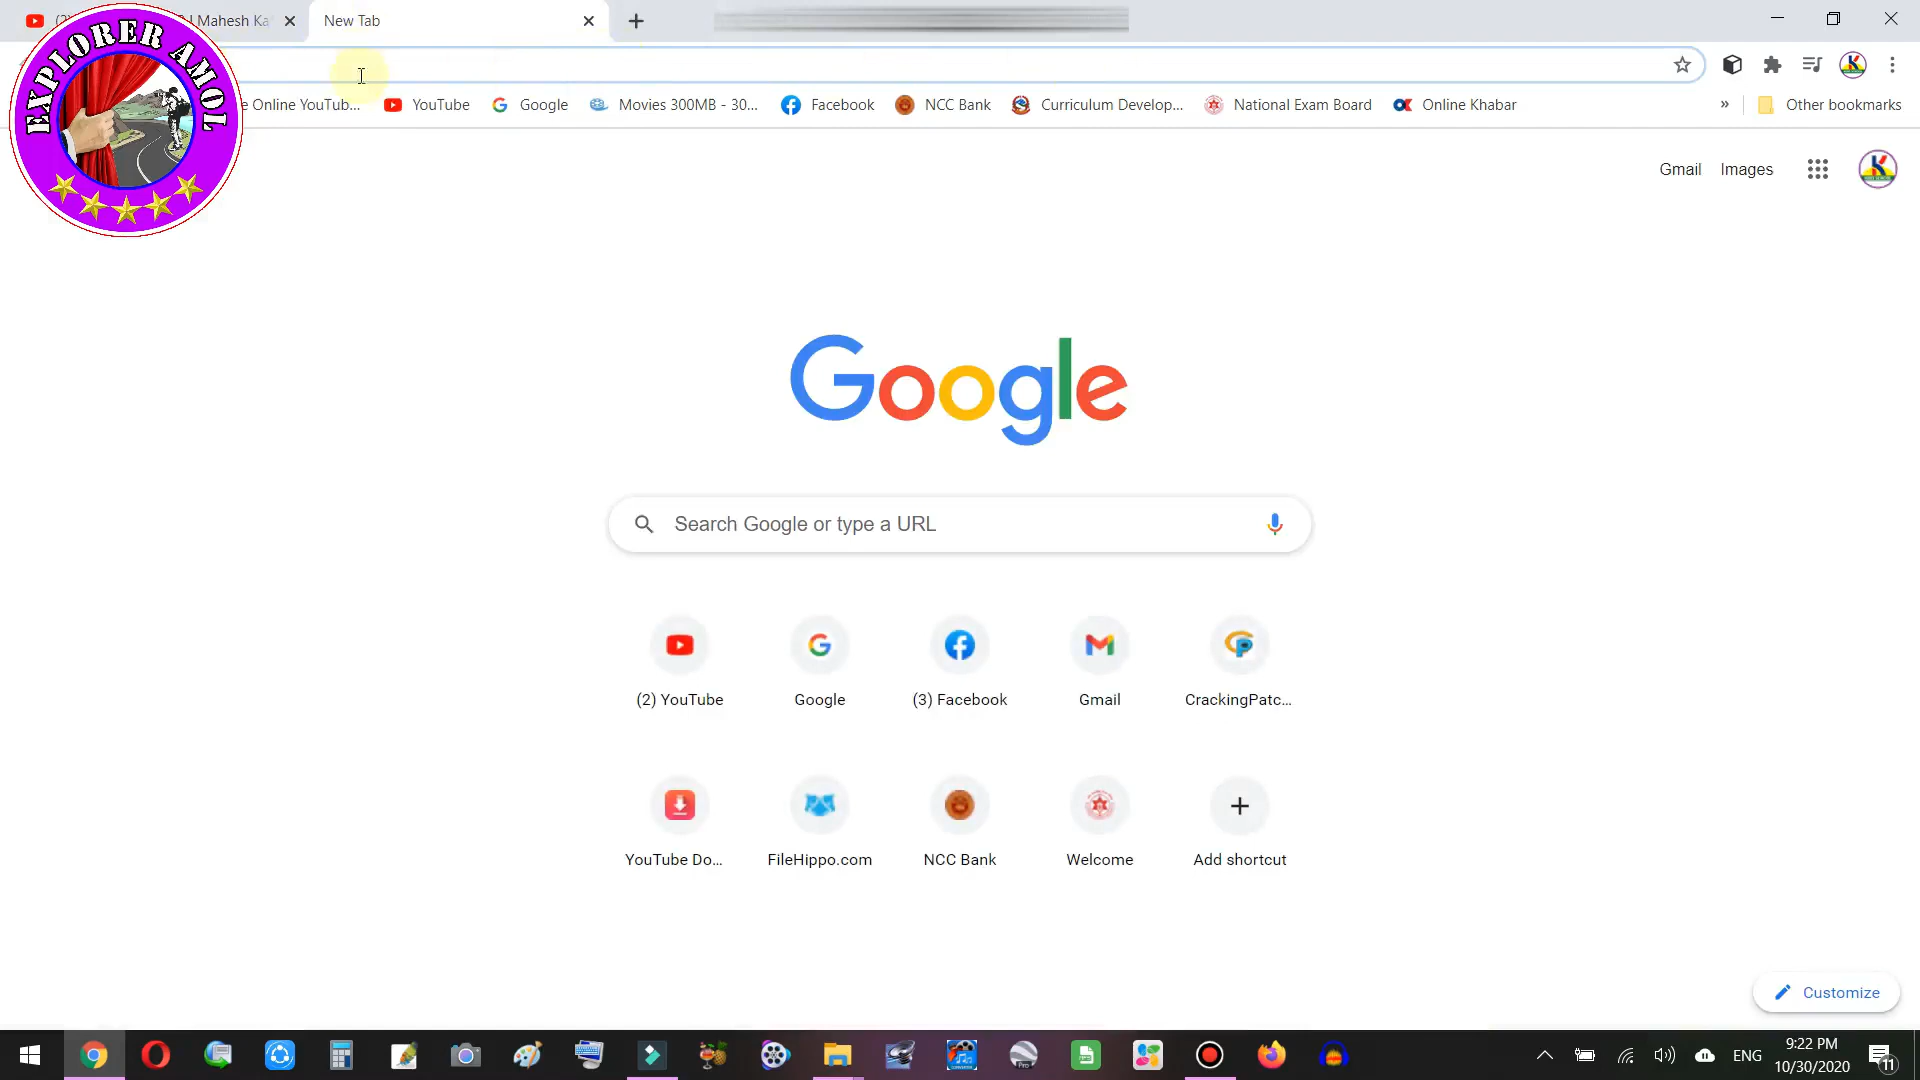 Mahesh Ka
New Tab
EXPLORER AMOL
e Online YouTub...
YouTube
Google
Movies 300MB - 30...
Facebook
NCC Bank
Curriculum Develop...
National Exam Board
Online Khabar
»
Other bookmarks
Gmail
Images
Google
Search Google or type a URL
(2) YouTube
Google
(3) Facebook
Gmail
CrackingPatc...
YouTube Do...
FileHippo.com
NCC Bank
Welcome
Add shortcut
Customize
ENG
9:22 PM
10/30/2020
11